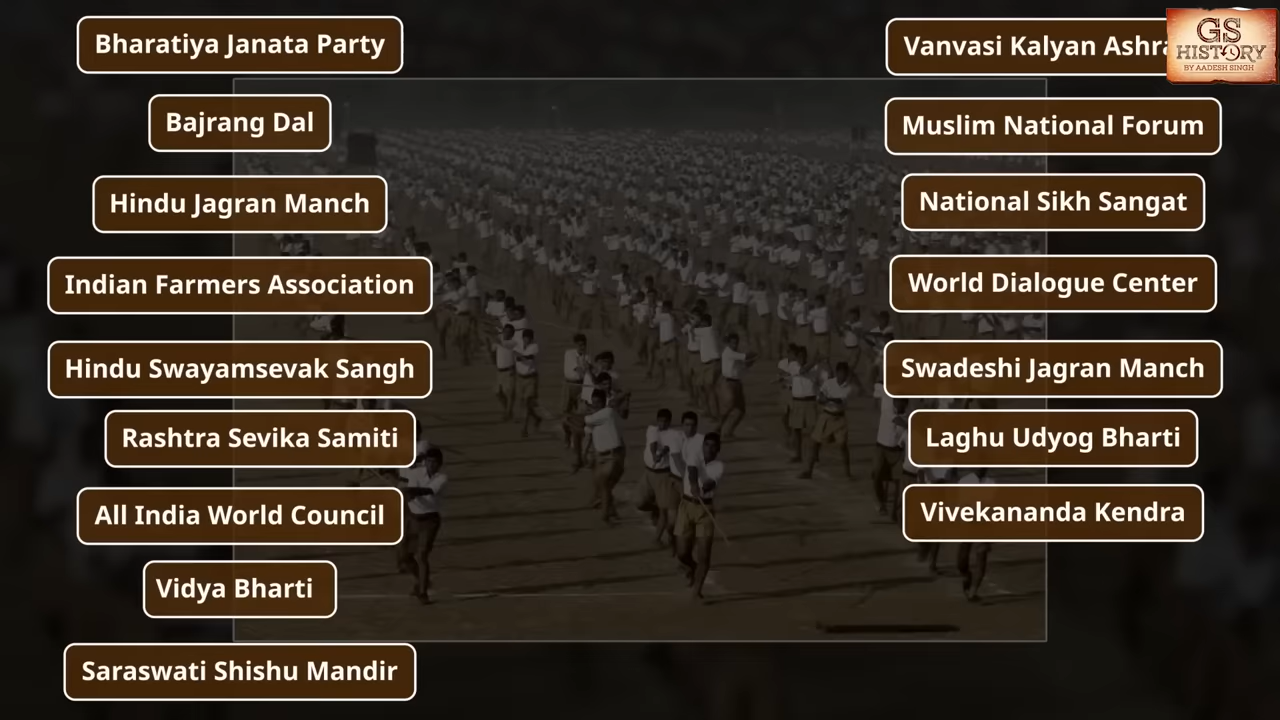 Bharatiya Janata Party
Bajrang Dal
Hindu Jagran Manch
Indian Farmers Association
Hindu Swayamsevak Sangh
Rashtra Sevika Samiti
All India World Council
Vidya Bharti
Saraswati Shishu Mandir
Vanvasi Kalyan
Muslim National Forum
National Sikh Sangat
World Dialogue Center
Swadeshi Jagran Manch
Laghu Udyog Bharti
Vivekananda Kendra
GS
HISTORY
BY AADESH SINGH